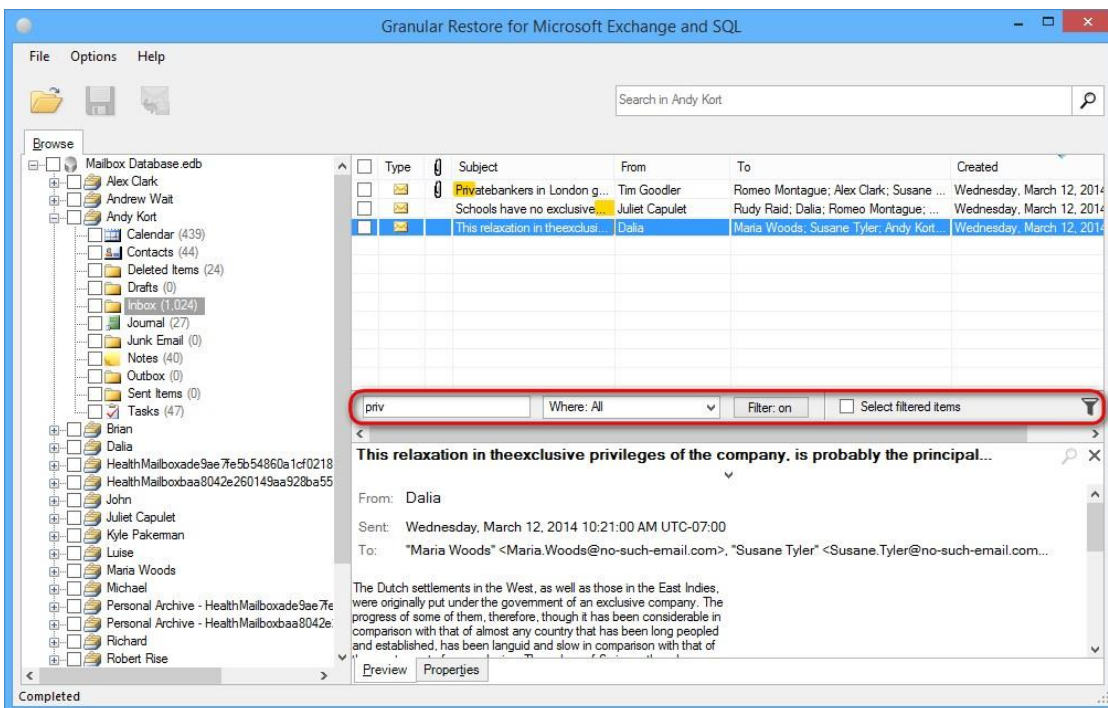 Granular Restore for Microsoft Exchange and SQL
File Options Help
Search in Andy Kort
Browse
Mailbox Database.edb
Alex Clark
Andrew Wait
Andy Kort
Calendar (439)
Contacts (44)
Deleted Items (24)
Drafts (0)
Inbox (1,024)
Journal (27)
Junk Email (0)
Notes (40)
Outbox (0)
Sent Items (0)
Tasks (47)
Brian
Dalia
HealthMailboxade9ae7fe5b54860a1cf0218
HealthMailboxbaa8042e260149aa928ba55
John
Juliet Capulet
Kyle Pakerman
Luise
Maria Woods
Michael
Personal Archive - HealthMailboxade9ae7fe
Personal Archive - HealthMailboxbaa8042e
Richard
Robert Rise
Type Subject From To Created
Privatebankers in London g... Tim Goodler Romeo Montague; Alex Clark; Susane ... Wednesday, March 12, 2014
Schools have no exclusive... Juliet Capulet Rudy Raid; Dalia; Romeo Montague; ... Wednesday, March 12, 2014
This relaxation in theexclusi... Dalia Maria Woods; Susane Tyler; Andy Kort... Wednesday, March 12, 2014
priv Where: All Filter: on Select filtered items
This relaxation in theexclusive privileges of the company, is probably the principal...
From: Dalia
Sent: Wednesday, March 12, 2014 10:21:00 AM UTC-07:00
To: "Maria Woods" <Maria.Woods@no-such-email.com>, "Susane Tyler" <Susane.Tyler@no-such-email.com...
The Dutch settlements in the West, as well as those in the East Indies,
were originally put under the government of an exclusive company. The
progress of some of them, therefore, though it has been considerable in
comparison with that of almost any country that has been long peopled
and established, has been languid and slow in comparison with that of
Preview Properties
Completed